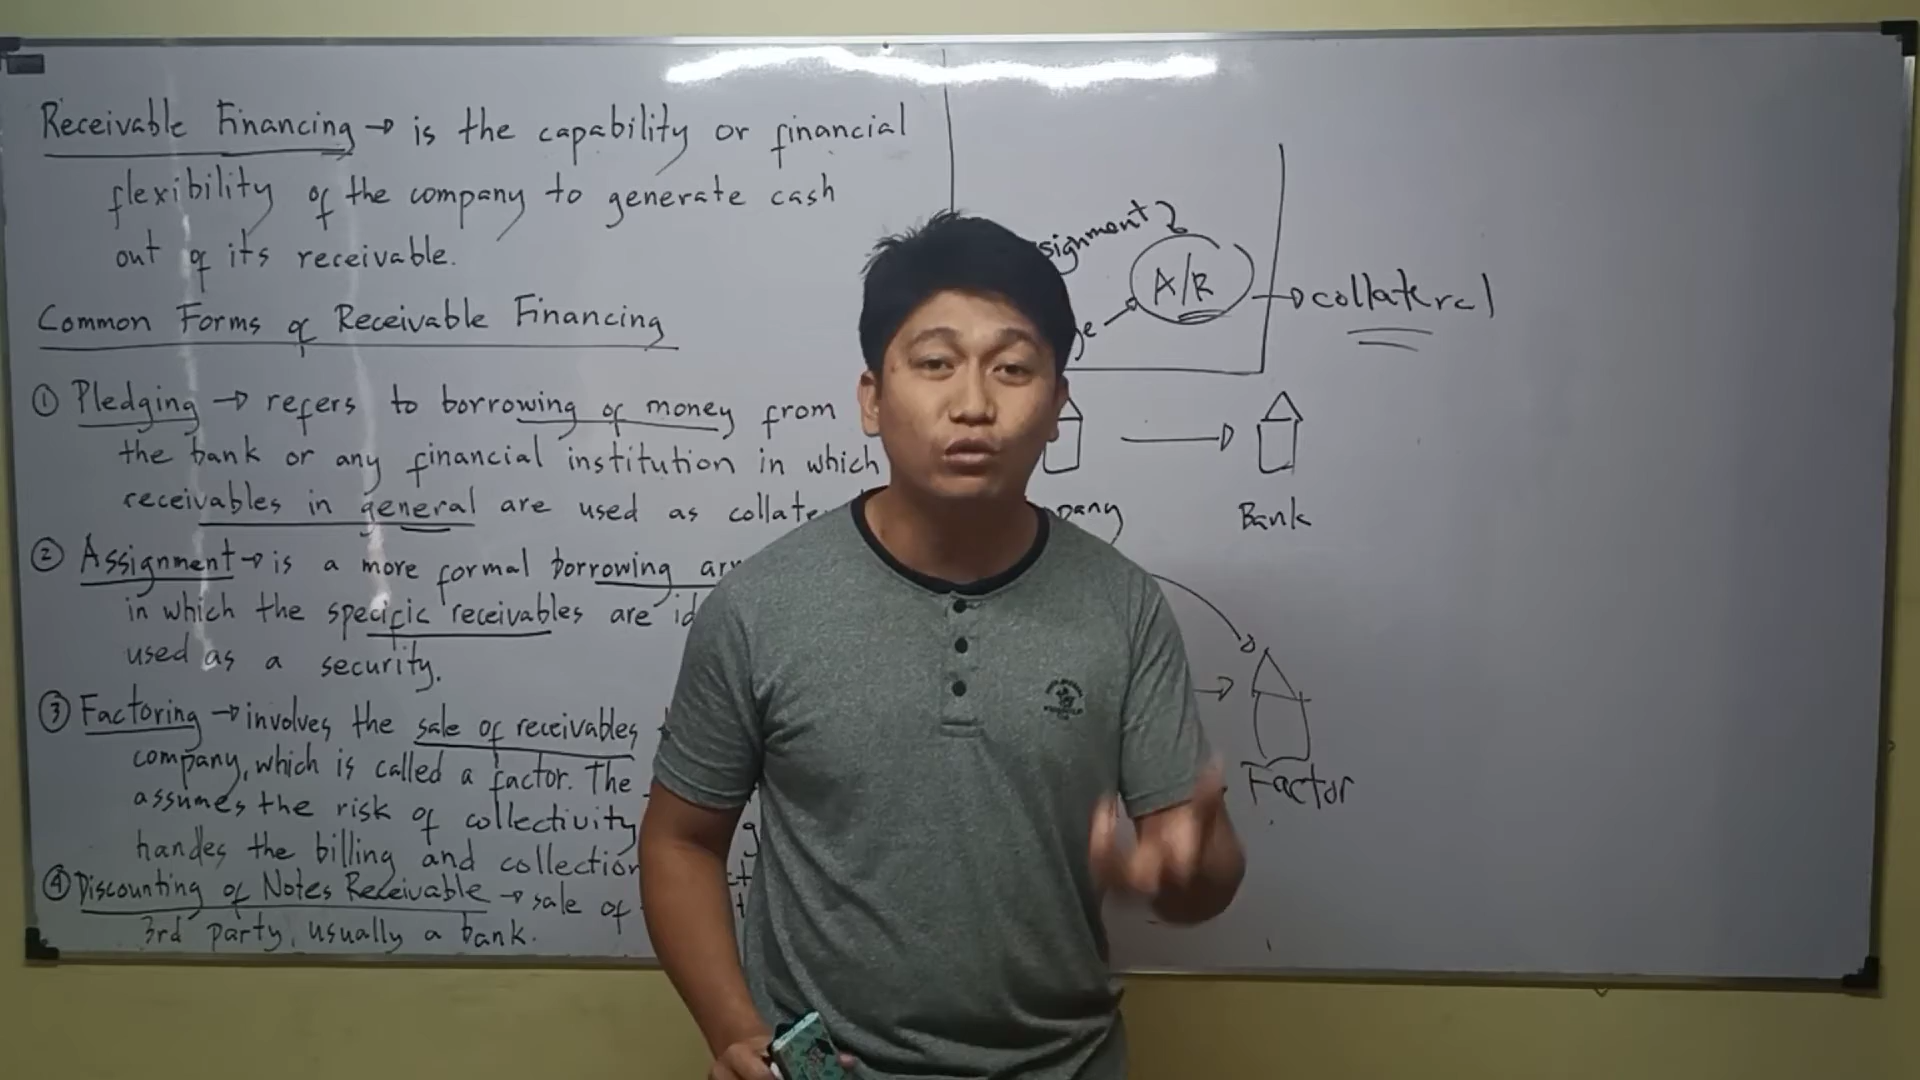 Receivable Financing → is the capability or financial
flexibility of the company to generate cash
out of its receivable.
Common Forms of Receivable Financing
① Pledging → refers to borrowing of money from
the bank or any financial institution in which
receivables in general are used as
② Assignment → is a more formal borrowing
in which the specific receivables are
used as a security.
③ Factoring → involves the sale of receivables
company, which is called a factor. The
assumes the risk of collectivity
handes the billing and collection
④ Discounting of Notes Receivable → sale of
3rd party, usually a bank.
A/R → collateral
Bank
Factor